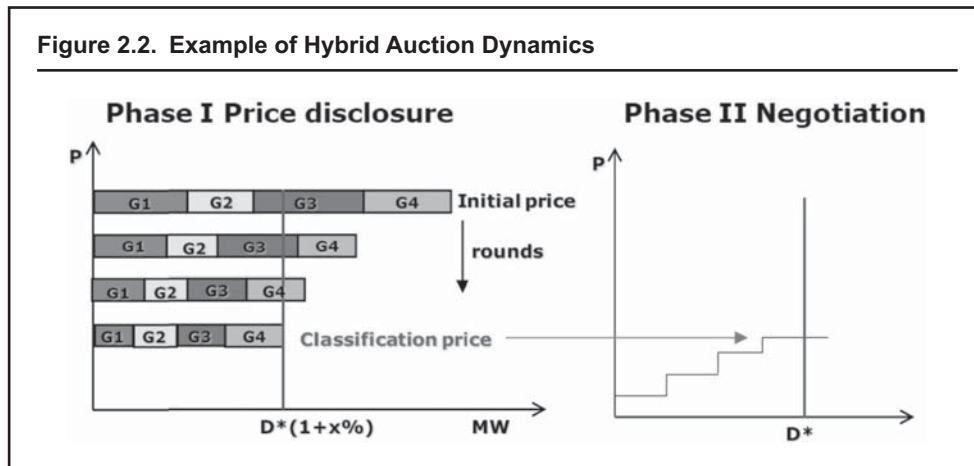 Figure 2.2. Example of Hybrid Auction Dynamics
Phase I Price disclosure
Phase II Negotiation
P
G1 G2 G3 G4 Initial price
G1 G2 G3 G4 rounds
G1 G2 G3 G4
G1 G2 G3 G4 Classification price
D*(1+x%) MW
P
D*